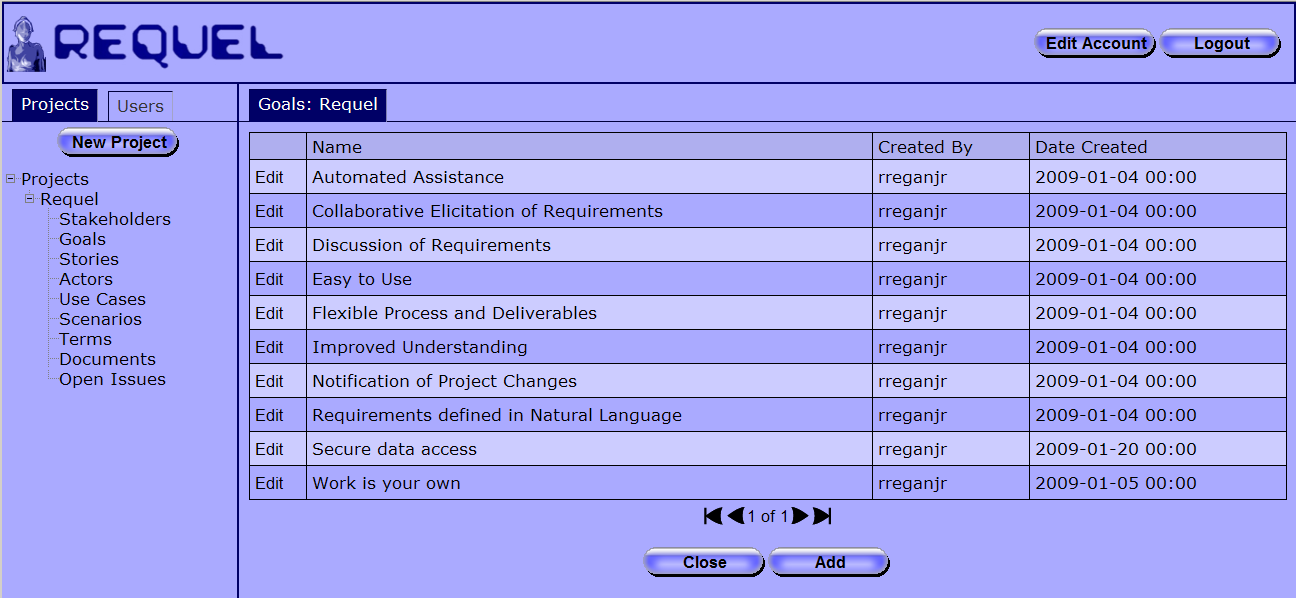 REQUEL
Edit Account Logout
Projects Users
New Project
Projects
Requel
Stakeholders
Goals
Stories
Actors
Use Cases
Scenarios
Terms
Documents
Open Issues
Goals: Requel
Name Created By Date Created
Edit Automated Assistance rreganjr 2009-01-04 00:00
Edit Collaborative Elicitation of Requirements rreganjr 2009-01-04 00:00
Edit Discussion of Requirements rreganjr 2009-01-04 00:00
Edit Easy to Use rreganjr 2009-01-04 00:00
Edit Flexible Process and Deliverables rreganjr 2009-01-04 00:00
Edit Improved Understanding rreganjr 2009-01-04 00:00
Edit Notification of Project Changes rreganjr 2009-01-04 00:00
Edit Requirements defined in Natural Language rreganjr 2009-01-04 00:00
Edit Secure data access rreganjr 2009-01-20 00:00
Edit Work is your own rreganjr 2009-01-05 00:00
1 of 1
Close Add